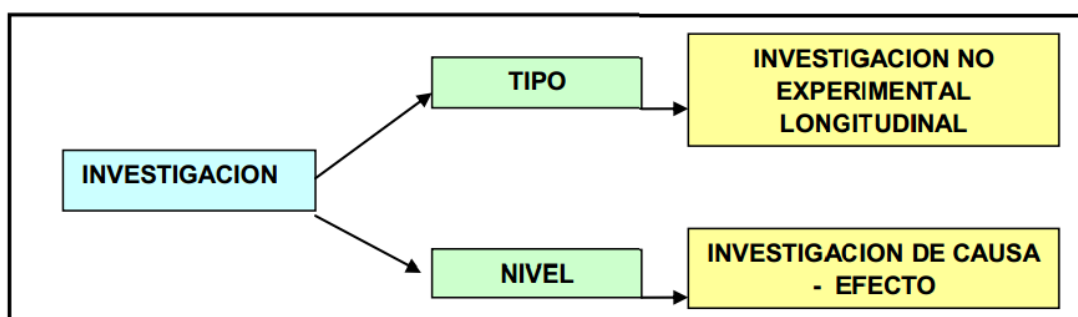 INVESTIGACION
TIPO
INVESTIGACION NO
EXPERIMENTAL
LONGITUDINAL
NIVEL
INVESTIGACION DE CAUSA
- EFECTO